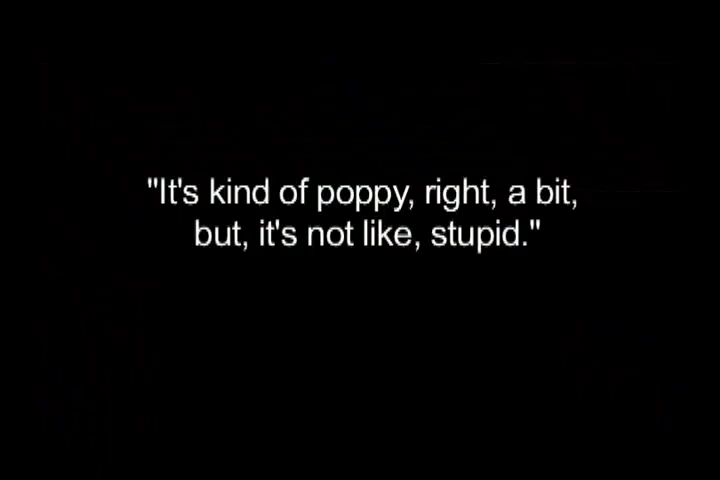 "It's kind of poppy, right, a bit,
but, it's not like, stupid."